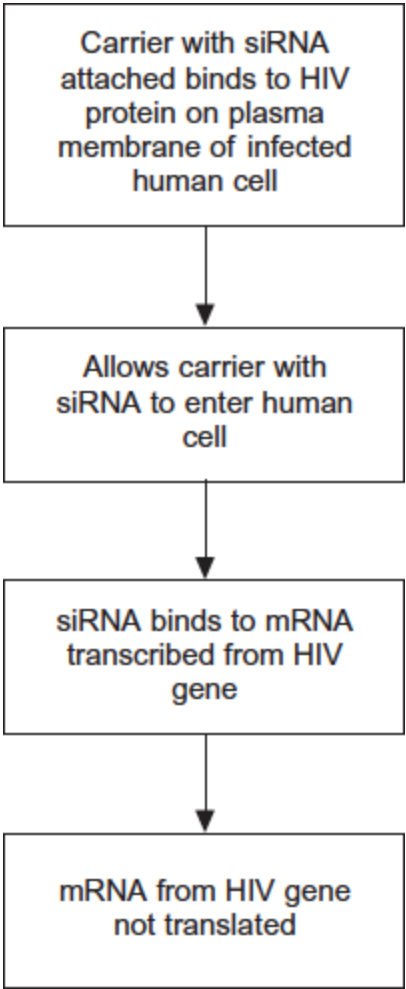 Carrier with siRNA
attached binds to HIV
protein on plasma
membrane of infected
human cell
Allows carrier with
siRNA to enter human
cell
siRNA binds to mRNA
transcribed from HIV
gene
mRNA from HIV gene
not translated